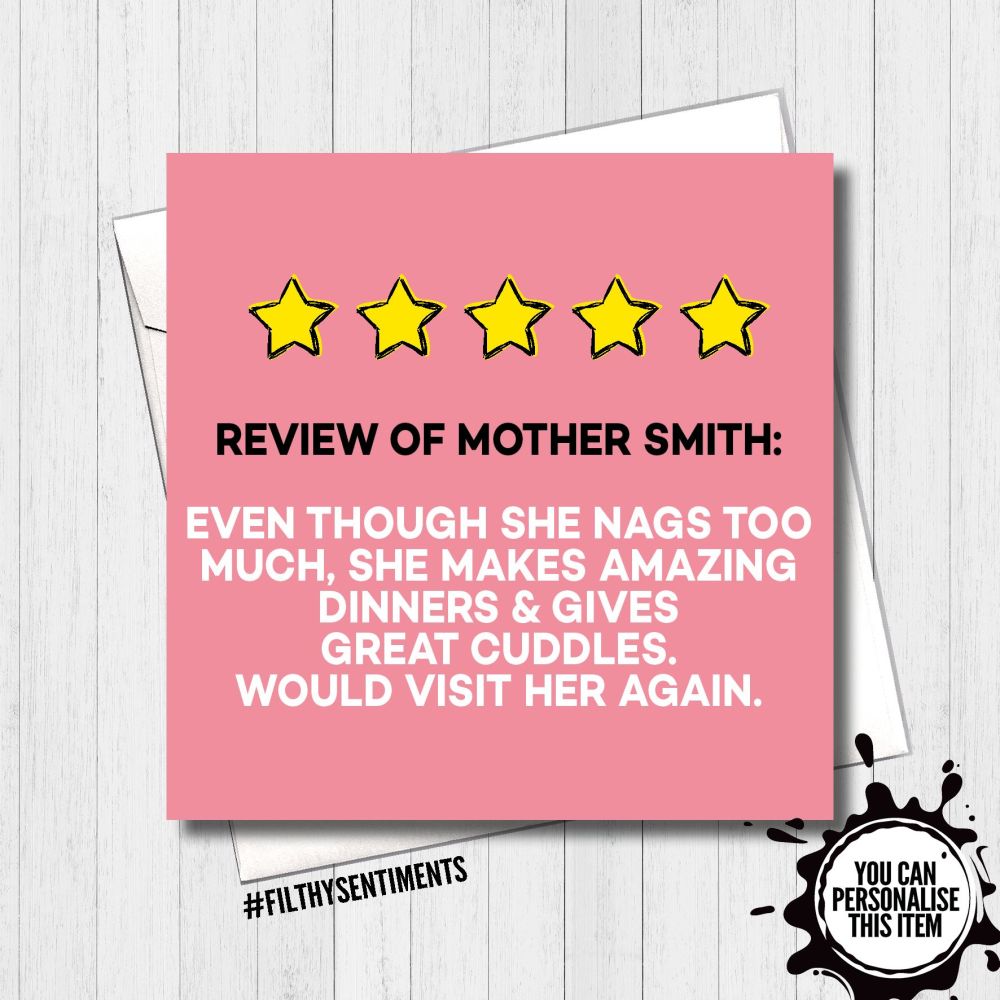 REVIEW OF MOTHER SMITH:
EVEN THOUGH SHE NAGS TOO
MUCH, SHE MAKES AMAZING
DINNERS & GIVES
GREAT CUDDLES.
WOULD VISIT HER AGAIN.
#FILTHYSENTIMENTS
YOU CAN
PERSONALISE
THIS ITEM